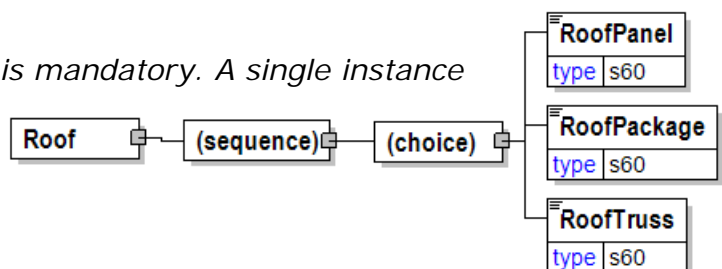 is mandatory. A single instance
Roof
(sequence)
(choice)
RoofPanel
type s60
RoofPackage
type s60
RoofTruss
type s60